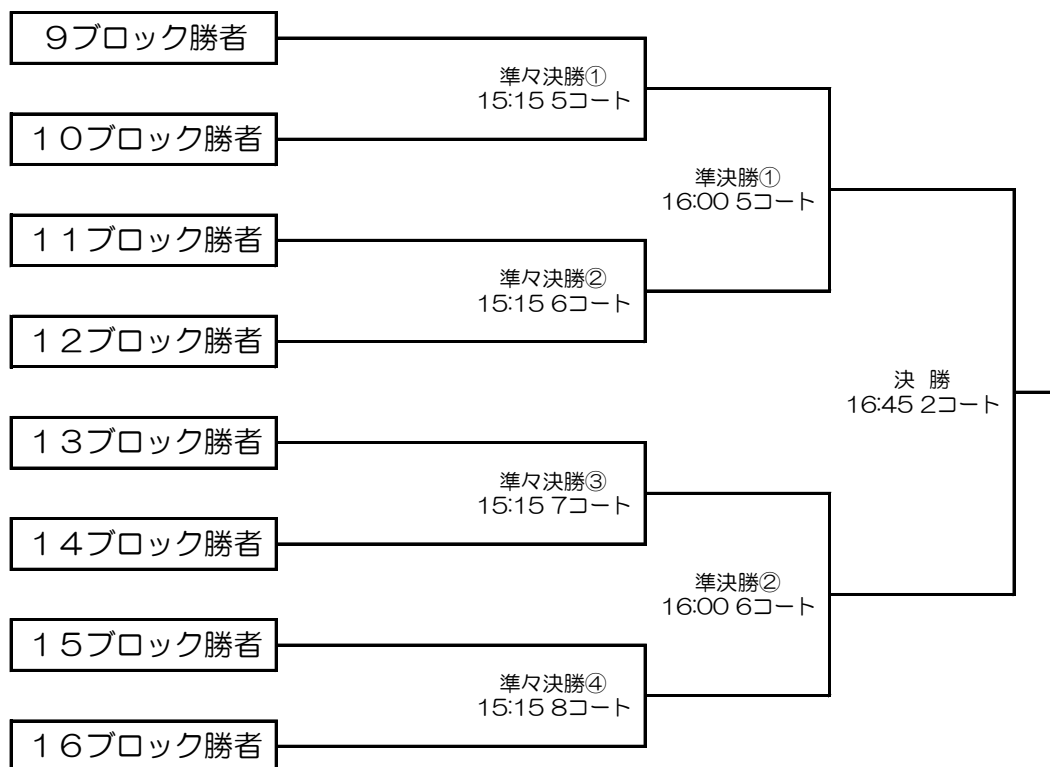 ９ブロック勝者
準々決勝①
15:15 5コート
１０ブロック勝者
準決勝①
16:00 5コート
１１ブロック勝者
準々決勝②
15:15 6コート
１２ブロック勝者
決 勝
16:45 2コート
１３ブロック勝者
準々決勝③
15:15 7コート
１４ブロック勝者
準決勝②
16:00 6コート
１５ブロック勝者
準々決勝④
15:15 8コート
１６ブロック勝者